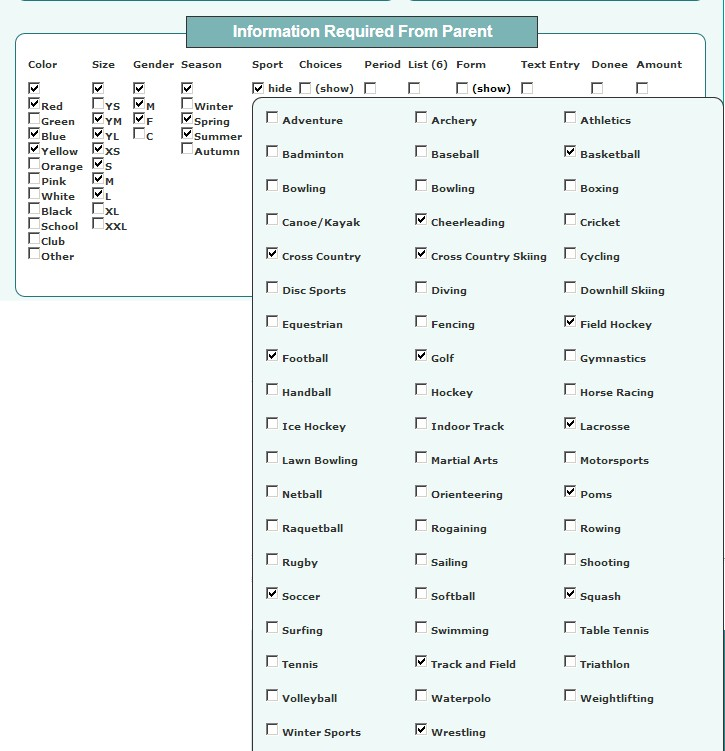 Information Required From Parent
Color Size Gender Season Sport Choices Period List (6) Form Text Entry Donee Amount
hide (show) (show)
Red YS M Winter
Green YM F Spring
Blue YL C Summer
Yellow XS Autumn
Orange S
Pink M
White L
Black XL
School XXL
Club
Other
Adventure Archery Athletics
Badminton Baseball Basketball
Bowling Bowling Boxing
Canoe/Kayak Cheerleading Cricket
Cross Country Cross Country Skiing Cycling
Disc Sports Diving Downhill Skiing
Equestrian Fencing Field Hockey
Football Golf Gymnastics
Handball Hockey Horse Racing
Ice Hockey Indoor Track Lacrosse
Lawn Bowling Martial Arts Motorsports
Netball Orienteering Poms
Raquetball Rogaining Rowing
Rugby Sailing Shooting
Soccer Softball Squash
Surfing Swimming Table Tennis
Tennis Track and Field Triathlon
Volleyball Waterpolo Weightlifting
Winter Sports Wrestling